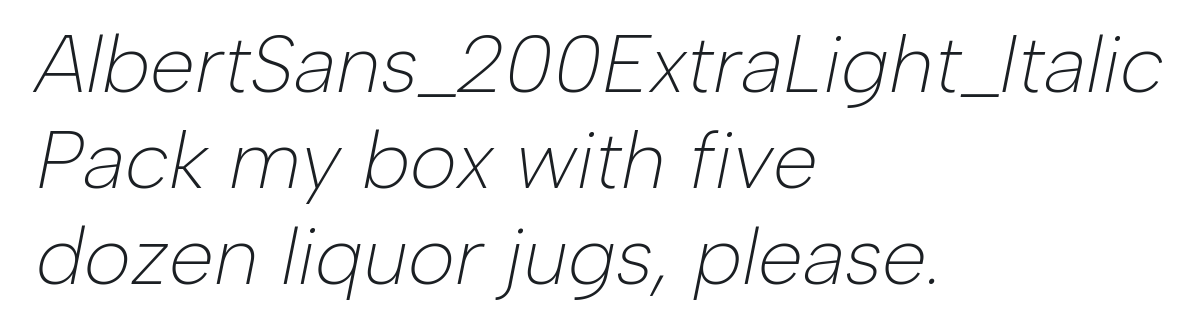 AlbertSans_200ExtraLight_Italic
Pack my box with five
dozen liquor jugs, please.